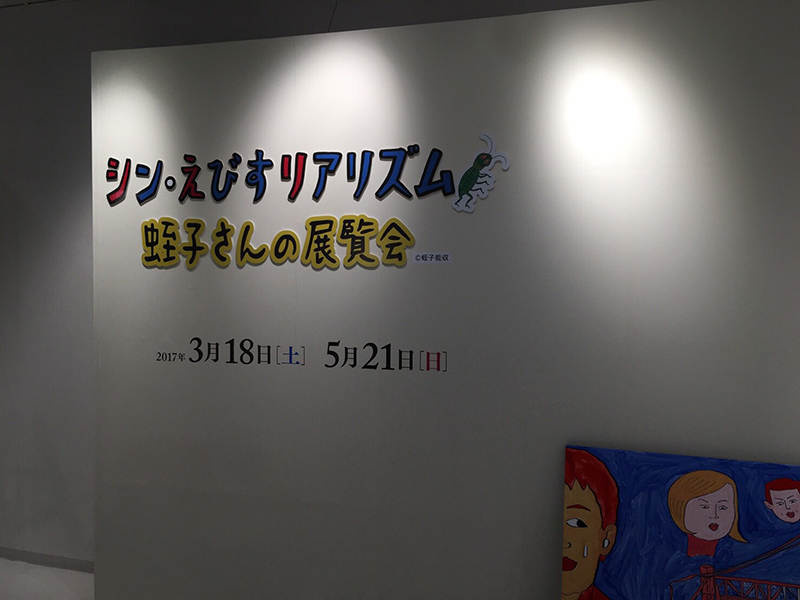 シン・えびすリアリズム
蛭子さんの展覧会
©蛭子能収
2017年 3月18日[土] 5月21日[日]